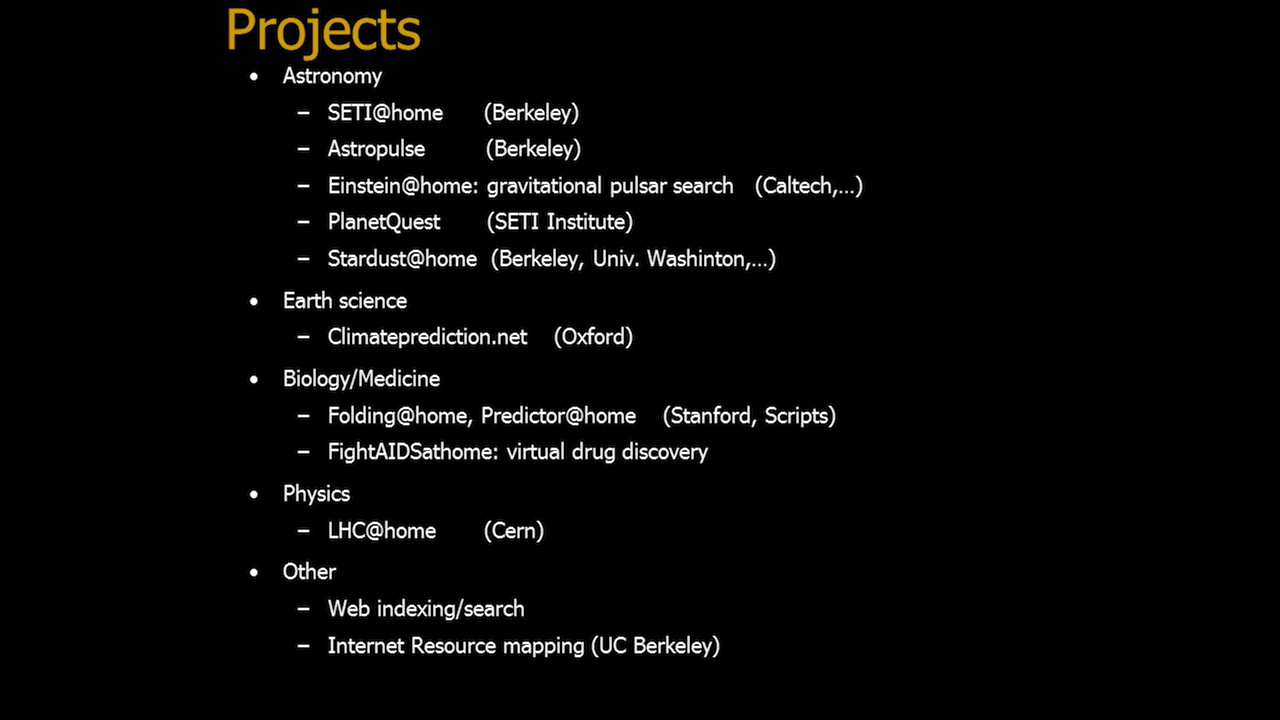 Projects
• Astronomy
– SETI@home (Berkeley)
– Astropulse (Berkeley)
– Einstein@home: gravitational pulsar search (Caltech,...)
– PlanetQuest (SETI Institute)
– Stardust@home (Berkeley, Univ. Washinton,...)
• Earth science
– Climateprediction.net (Oxford)
• Biology/Medicine
– Folding@home, Predictor@home (Stanford, Scripts)
– FightAIDSathome: virtual drug discovery
• Physics
– LHC@home (Cern)
• Other
– Web indexing/search
– Internet Resource mapping (UC Berkeley)